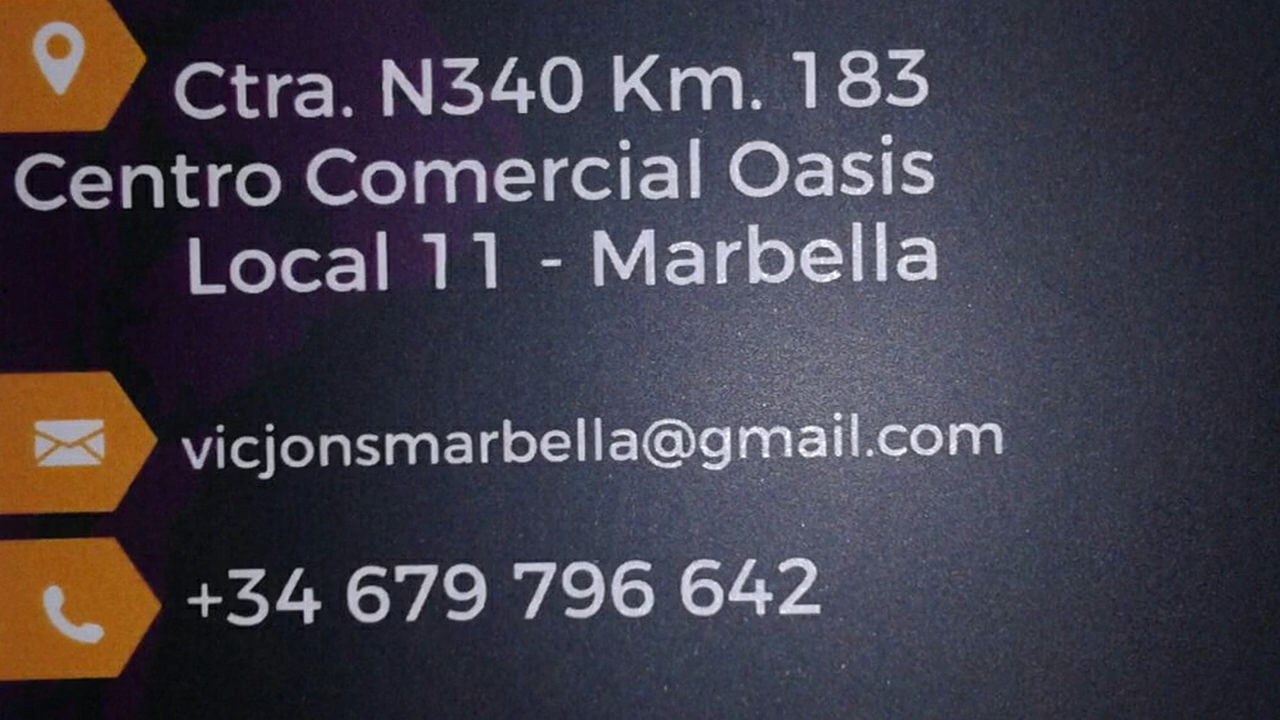 Ctra. N340 Km. 183
Centro Comercial Oasis
Local 11 - Marbella
vicjonsmarbella@gmail.com
+34 679 796 642